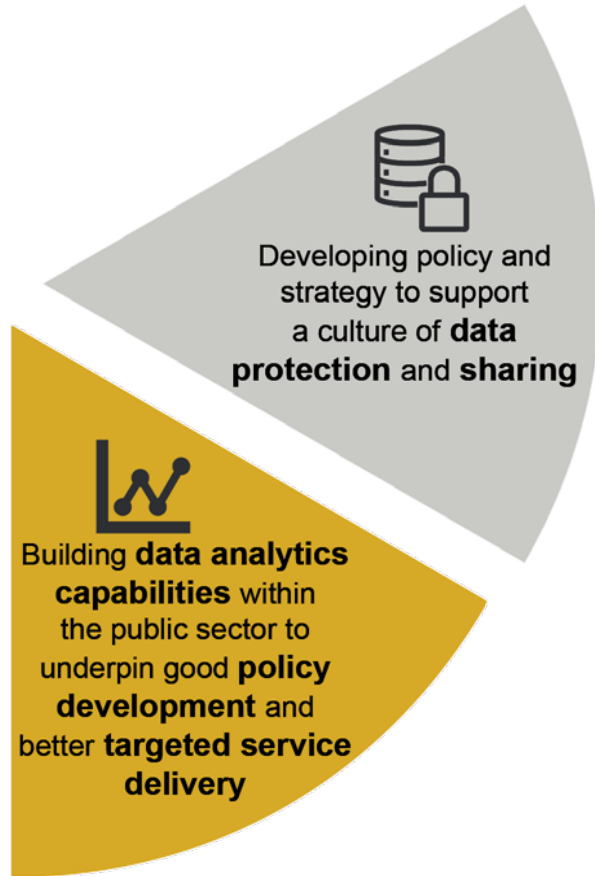 Developing policy and
strategy to support
a culture of data
protection and sharing
Building data analytics
capabilities within
the public sector to
underpin good policy
development and
better targeted service
delivery